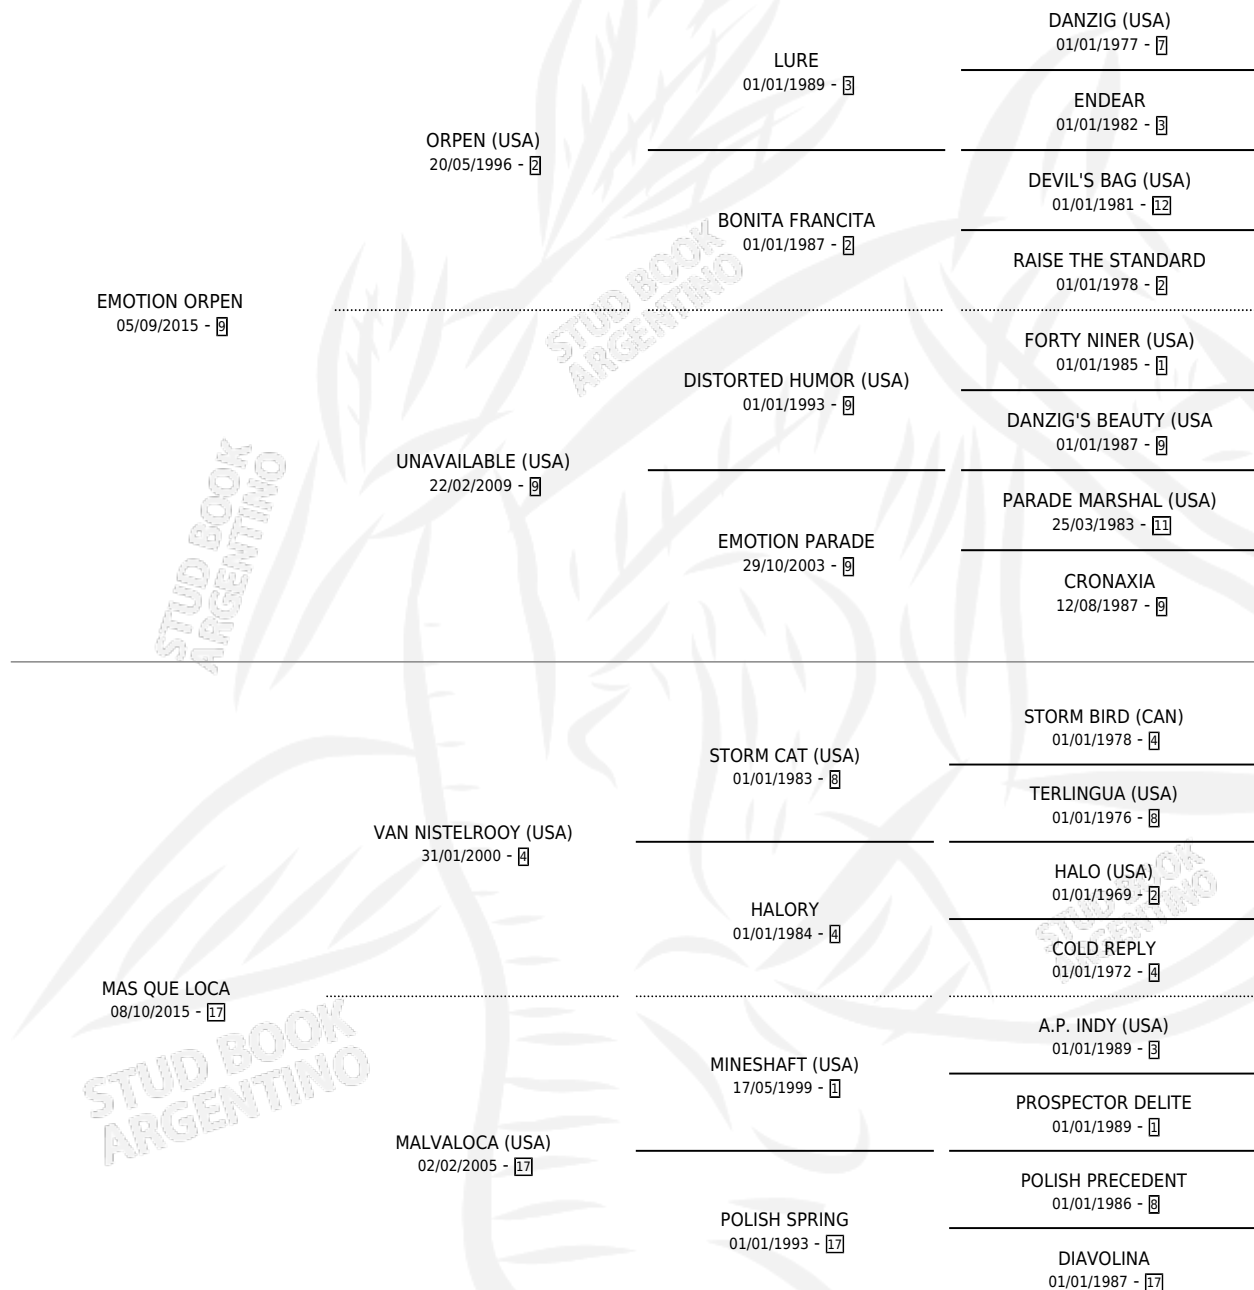 DANZIG (USA)
01/01/1977 - 7
LURE
01/01/1989 - 3
ENDEAR
01/01/1982 - 3
ORPEN (USA)
20/05/1996 - 2
DEVIL'S BAG (USA)
01/01/1981 - 12
BONITA FRANCITA
01/01/1987 - 2
RAISE THE STANDARD
01/01/1978 - 2
EMOTION ORPEN
05/09/2015 - 9
FORTY NINER (USA)
01/01/1985 - 1
DISTORTED HUMOR (USA)
01/01/1993 - 9
DANZIG'S BEAUTY (USA
01/01/1987 - 9
UNAVAILABLE (USA)
22/02/2009 - 9
PARADE MARSHAL (USA)
25/03/1983 - 11
EMOTION PARADE
29/10/2003 - 9
CRONAXIA
12/08/1987 - 9
STORM BIRD (CAN)
01/01/1978 - 4
STORM CAT (USA)
01/01/1983 - 8
TERLINGUA (USA)
01/01/1976 - 8
VAN NISTELROOY (USA)
31/01/2000 - 4
HALO (USA)
01/01/1969 - 2
HALORY
01/01/1984 - 4
COLD REPLY
01/01/1972 - 4
MAS QUE LOCA
08/10/2015 - 17
A.P. INDY (USA)
01/01/1989 - 3
MINESHAFT (USA)
17/05/1999 - 1
PROSPECTOR DELITE
01/01/1989 - 1
MALVALOCA (USA)
02/02/2005 - 17
POLISH PRECEDENT
01/01/1986 - 8
POLISH SPRING
01/01/1993 - 17
DIAVOLINA
01/01/1987 - 17
STUD BOOK
ARGENTINO
STUD BOOK
ARGENTINO
STUD BOOK
ARGENTINO
STUD BOOK
ARGENTINO